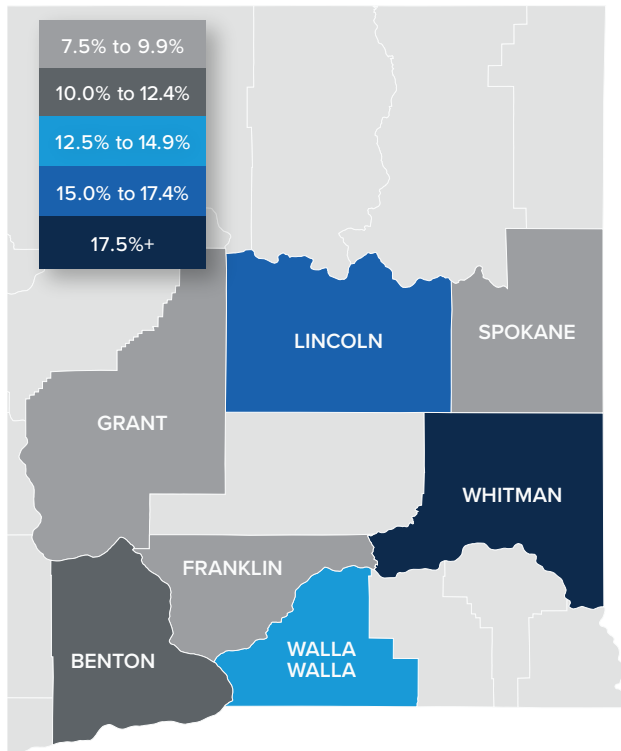 7.5% to 9.9%
10.0% to 12.4%
12.5% to 14.9%
15.0% to 17.4%
17.5%+
LINCOLN
SPOKANE
GRANT
WHITMAN
FRANKLIN
WALLA
WALLA
BENTON